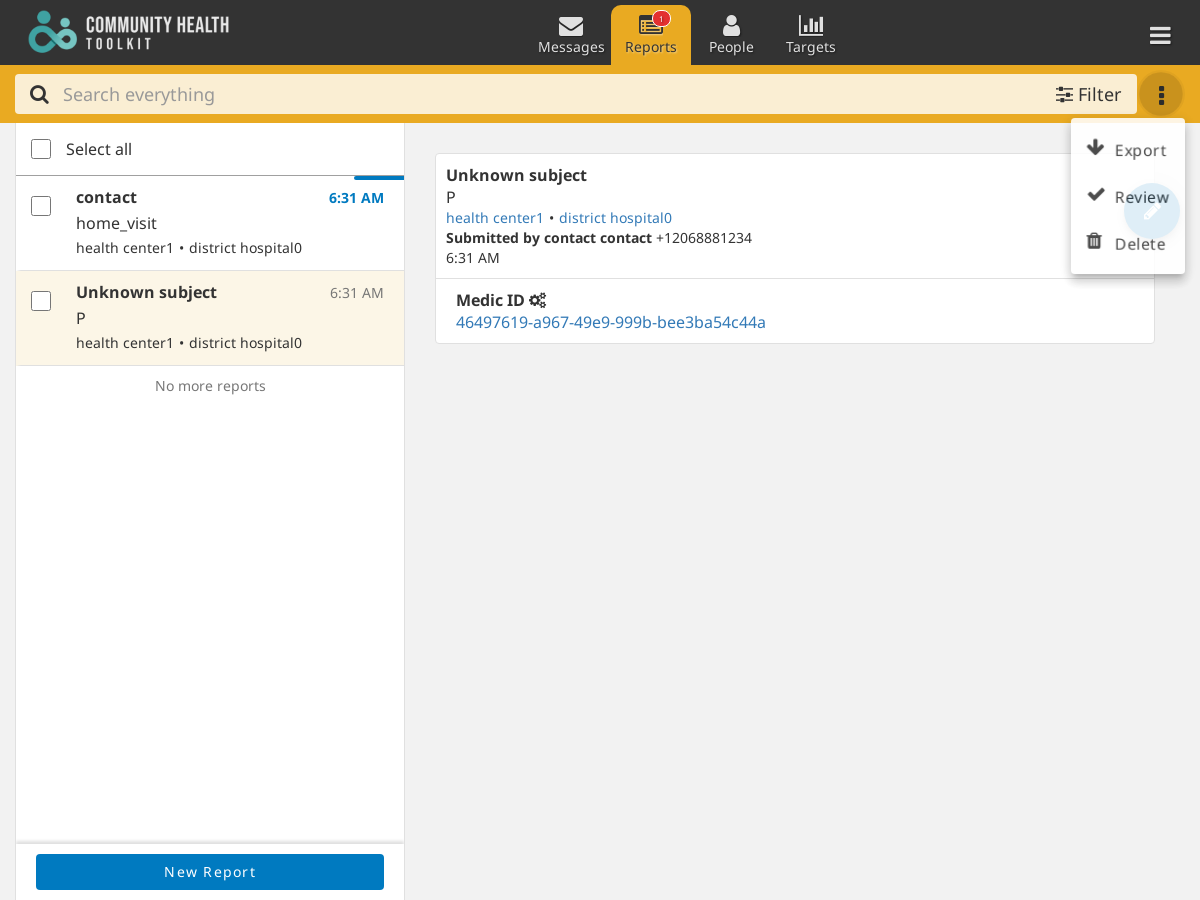 COMMUNITY HEALTH
TOOLKIT
Messages
1
Reports
People
Targets
Search everything
Filter
Export
Review
Delete
Select all
contact
6:31 AM
home_visit
health center1 • district hospital0
Unknown subject
6:31 AM
P
health center1 • district hospital0
No more reports
New Report
Unknown subject
P
health center1 • district hospital0
Submitted by contact contact +12068881234
6:31 AM
Medic ID
46497619-a967-49e9-999b-bee3ba54c44a